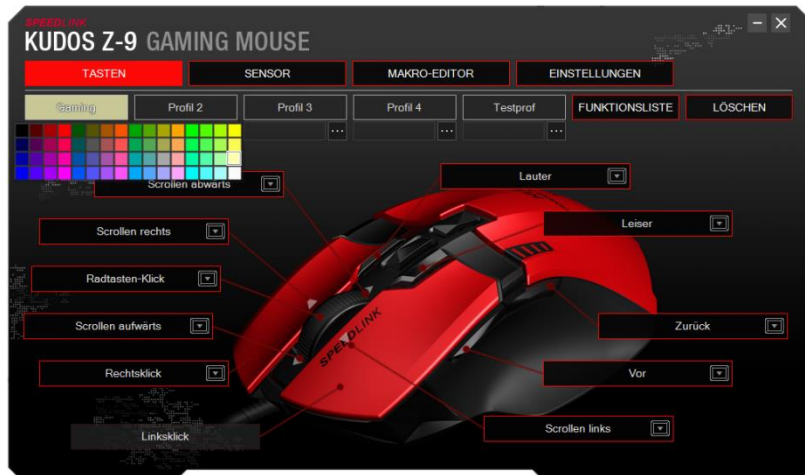 SPEEDLINK
KUDOS Z-9 GAMING MOUSE
TASTEN
SENSOR
MAKRO-EDITOR
EINSTELLUNGEN
Gaming
Profil 2
Profil 3
Profil 4
Testprof
FUNKTIONSLISTE
LÖSCHEN
Scrollen abwärts
Lauter
Scrollen rechts
Leiser
Radtasten-Klick
Scrollen aufwärts
Zurück
Rechtsklick
Vor
Linksklick
Scrollen links
SPEEDLINK